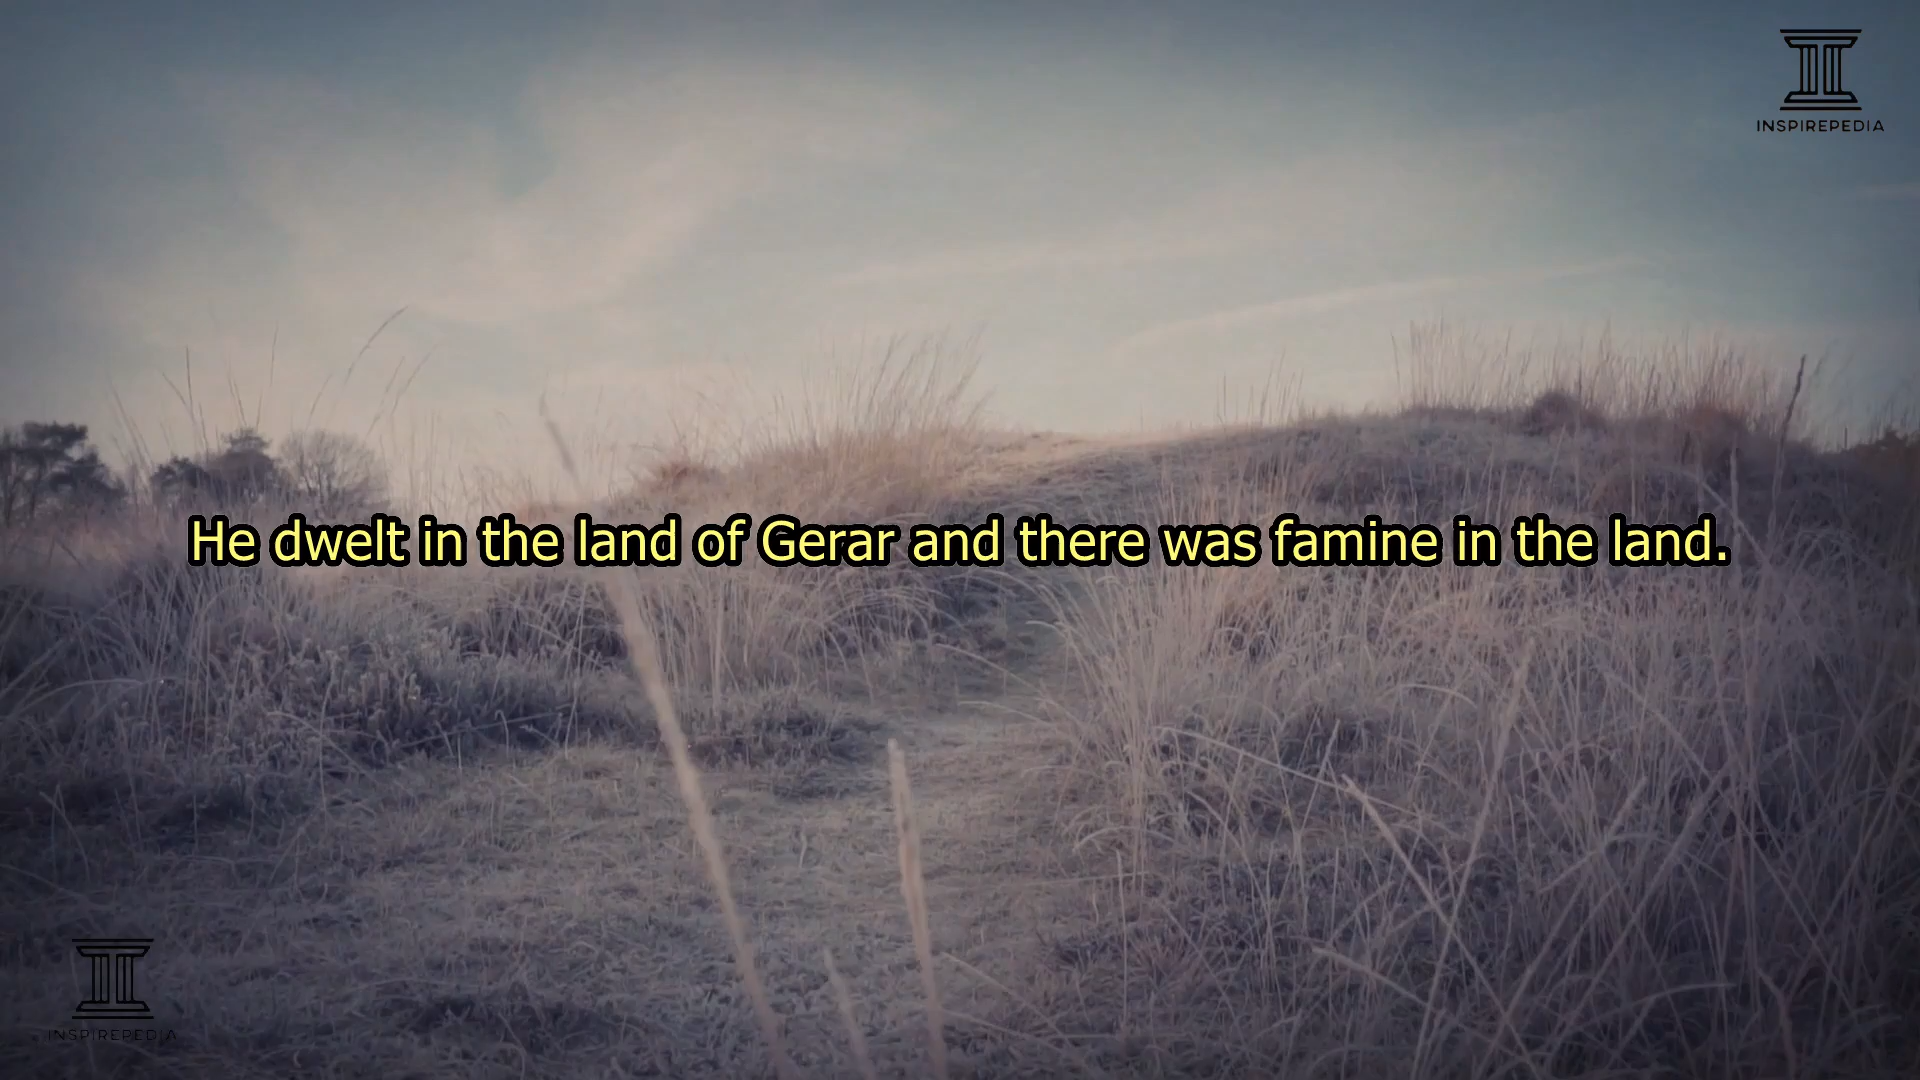 INSPIREPEDIA
He dwelt in the land of Gerar and there was famine in the land.
INSPIREPEDIA